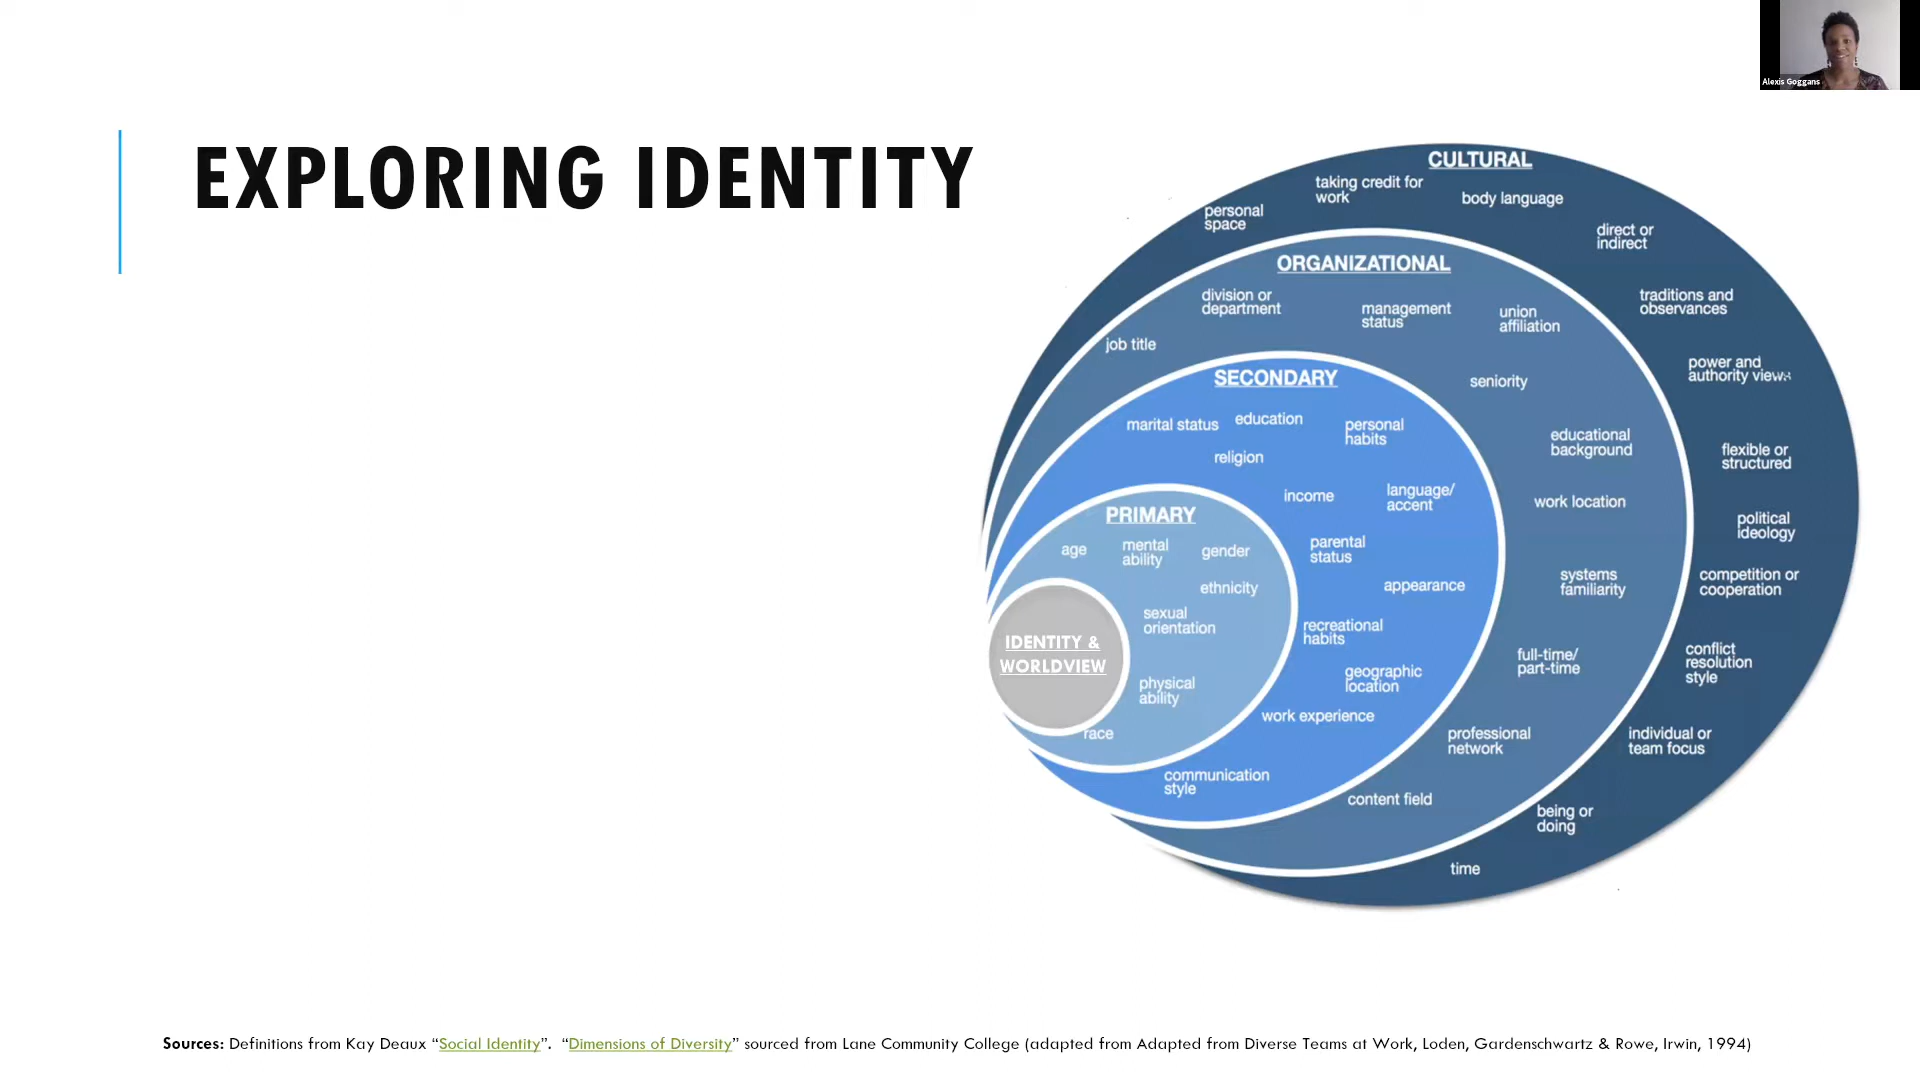 Alexis Goggans
EXPLORING IDENTITY
CULTURAL
taking credit for
work
body language
personal
space
direct or
indirect
traditions and
observances
power and
authority views
flexible or
structured
political
ideology
competition or
cooperation
conflict
resolution
style
individual or
team focus
being or
doing
time
ORGANIZATIONAL
division or
department
management
status
union
affiliation
job title
seniority
educational
background
work location
systems
familiarity
full-time/
part-time
professional
network
content field
SECONDARY
marital status
education
personal
habits
religion
income
language/
accent
parental
status
appearance
recreational
habits
geographic
location
work experience
communication
style
PRIMARY
age
mental
ability
gender
ethnicity
sexual
orientation
physical
ability
race
IDENTITY &
WORLDVIEW
Sources: Definitions from Kay Deaux “Social Identity”. “Dimensions of Diversity” sourced from Lane Community College (adapted from Adapted from Diverse Teams at Work, Loden, Gardenschwartz & Rowe, Irwin, 1994)